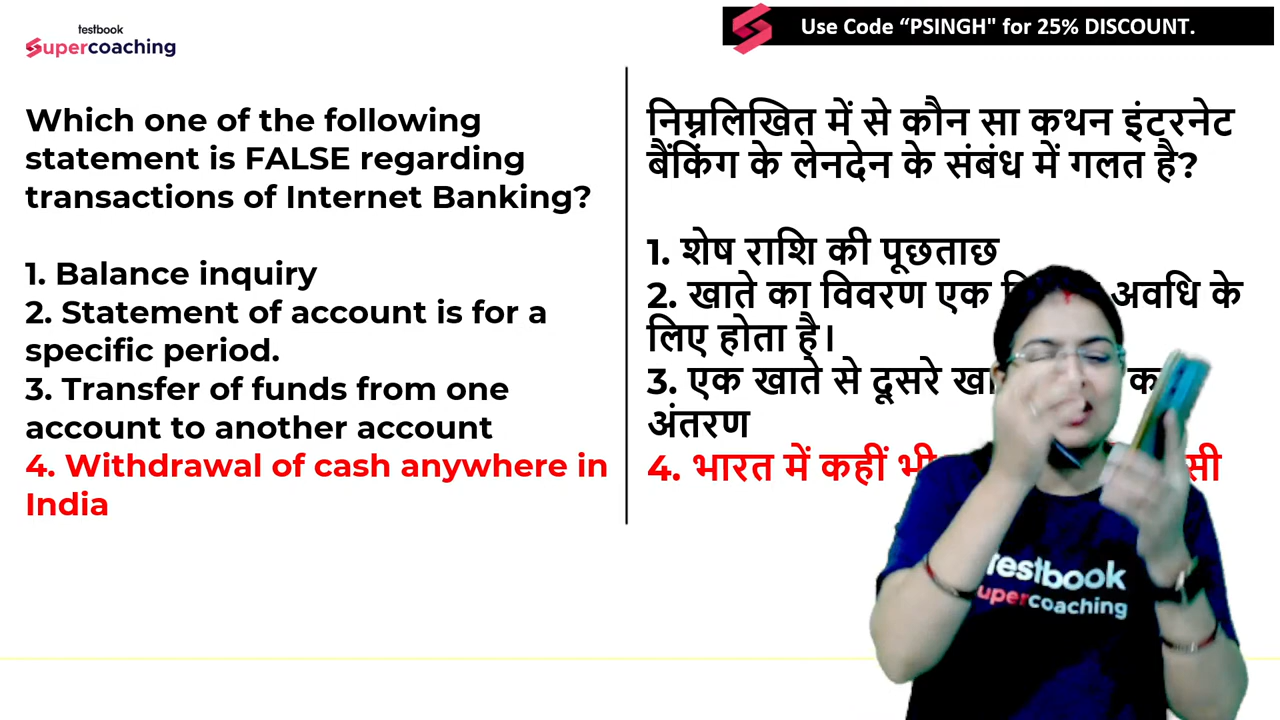 testbook
Supercoaching
Use Code “PSINGH" for 25% DISCOUNT.
Which one of the following
statement is FALSE regarding
transactions of Internet Banking?
1. Balance inquiry
2. Statement of account is for a
specific period.
3. Transfer of funds from one
account to another account
4. Withdrawal of cash anywhere in
India
निम्नलिखित में से कौन सा कथन इंटरनेट
बैंकिंग के लेनदेन के संबंध में गलत है?
1. शेष राशि की पूछताछ
2. खाते का विवरण एक अवधि के
लिए होता है।
3. एक खाते से दूसरे
अंतरण
4. भारत में कहीं भी
testbook
supercoaching